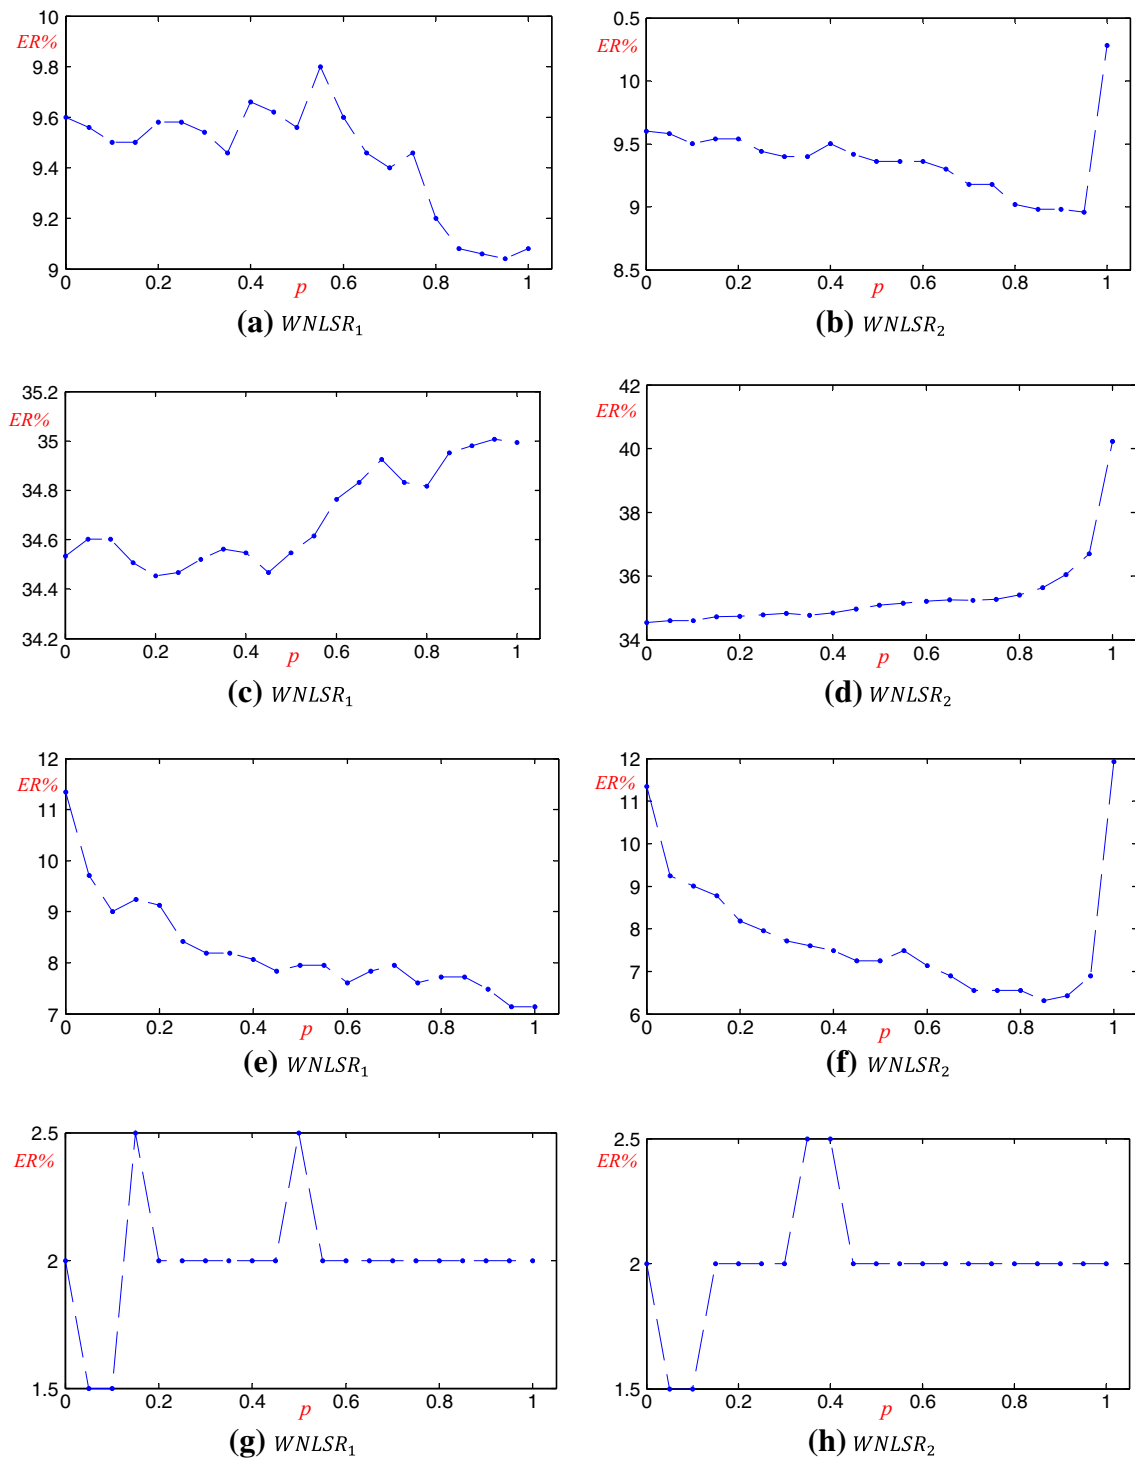 10
ER%
9.8
9.6
9.4
9.2
9
0 0.2 0.4 0.6 0.8 1
p
(a) WNLSR₁
0.5
ER%
10
9.5
9
8.5
0 0.2 0.4 0.6 0.8 1
p
(b) WNLSR₂
35.2
ER%
35
34.8
34.6
34.4
34.2
0 0.2 0.4 0.6 0.8 1
p
(c) WNLSR₁
42
ER%
40
38
36
34
0 0.2 0.4 0.6 0.8 1
p
(d) WNLSR₂
12
ER%
11
10
9
8
7
0 0.2 0.4 0.6 0.8 1
p
(e) WNLSR₁
12
ER%
11
10
9
8
7
6
0 0.2 0.4 0.6 0.8 1
p
(f) WNLSR₂
2.5
ER%
2
1.5
0 0.2 0.4 0.6 0.8 1
p
(g) WNLSR₁
2.5
ER%
2
1.5
0 0.2 0.4 0.6 0.8 1
p
(h) WNLSR₂